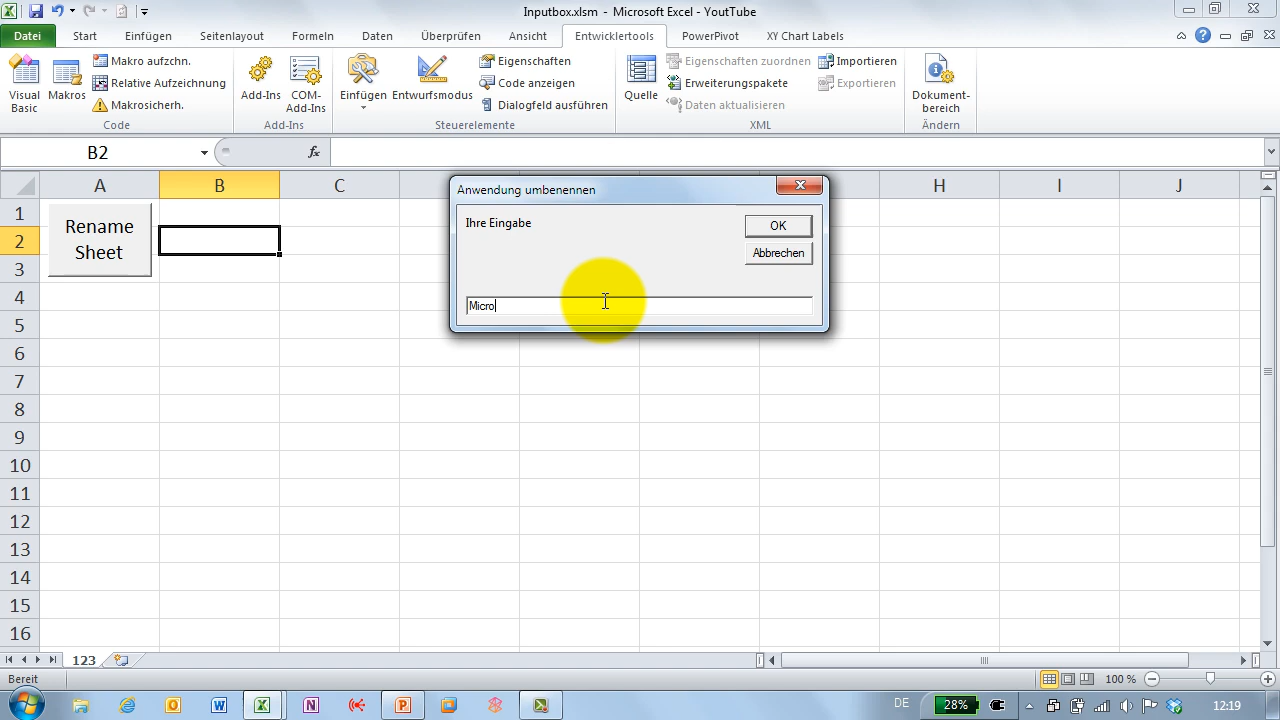 Inputbox.xlsm - Microsoft Excel - YouTube
Datei Start Einfügen Seitenlayout Formeln Daten Überprüfen Ansicht Entwicklertools PowerPivot XY Chart Labels
Visual Basic
Makros
Makro aufzchn.
Relative Aufzeichnung
Makrosicherh.
Code
Add-Ins
COM-Add-Ins
Add-Ins
Einfügen
Entwurfsmodus
Eigenschaften
Code anzeigen
Dialogfeld ausführen
Steuerelemente
Quelle
Eigenschaften zuordnen
Erweiterungspakete
Daten aktualisieren
Importieren
Exportieren
XML
Dokument-
bereich
Ändern
B2
fx
A B C H I J
1
2
3
4
5
6
7
8
9
10
11
12
13
14
15
16
Rename
Sheet
Anwendung umbenennen
Ihre Eingabe
OK
Abbrechen
Micro
123
Bereit
100 %
DE
28%
12:19